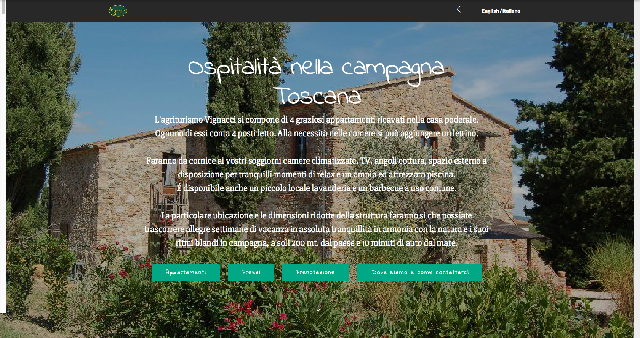 English / Italiano
Ospitalità nella campagna
Toscana
L'agriturismo Vignacci si compone di 4 graziosi appartamenti ricavati nella casa poderale.
Ognuno di essi conta 4 posti letto. Alla necessità nelle camere si può aggiungere un lettino.
Faranno da cornice ai vostri soggiorni camere climatizzate, TV, angoli cottura, spazio esterno a
disposizione per tranquilli momenti di relax e un ampio ed attrezzata piscina.
È disponibile anche un piccolo locale lavanderia e un barbecue a uso comune.
La particolare ubicazione e le dimensioni ridotte della struttura faranno sì che possiate
trascorrere allegre settimane di vacanza in assoluta tranquillità in armonia con la natura e i suoi
ritmi blandi in campagna, a soli 200 mt. dal paese e 10 minuti di auto dal mare.
Appartamenti
Prezzi
Prenotazione
Dove siamo e come contattarci